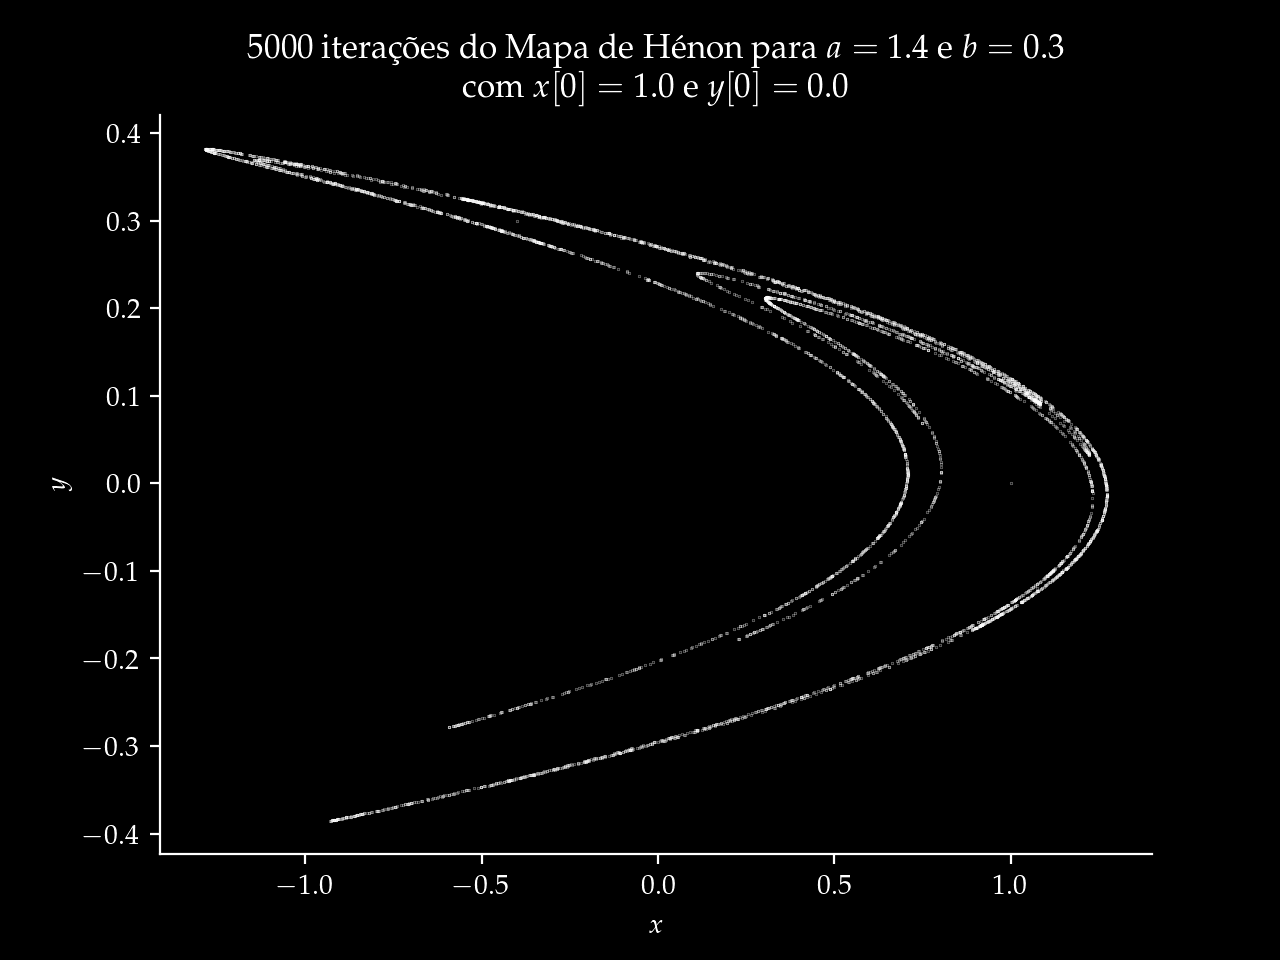 5000 iterações do Mapa de Hénon para a = 1.4 e b = 0.3
com x[0] = 1.0 e y[0] = 0.0
0.4
0.3
0.2
0.1
0.0
−0.1
−0.2
−0.3
−0.4
y
−1.0 −0.5 0.0 0.5 1.0
x